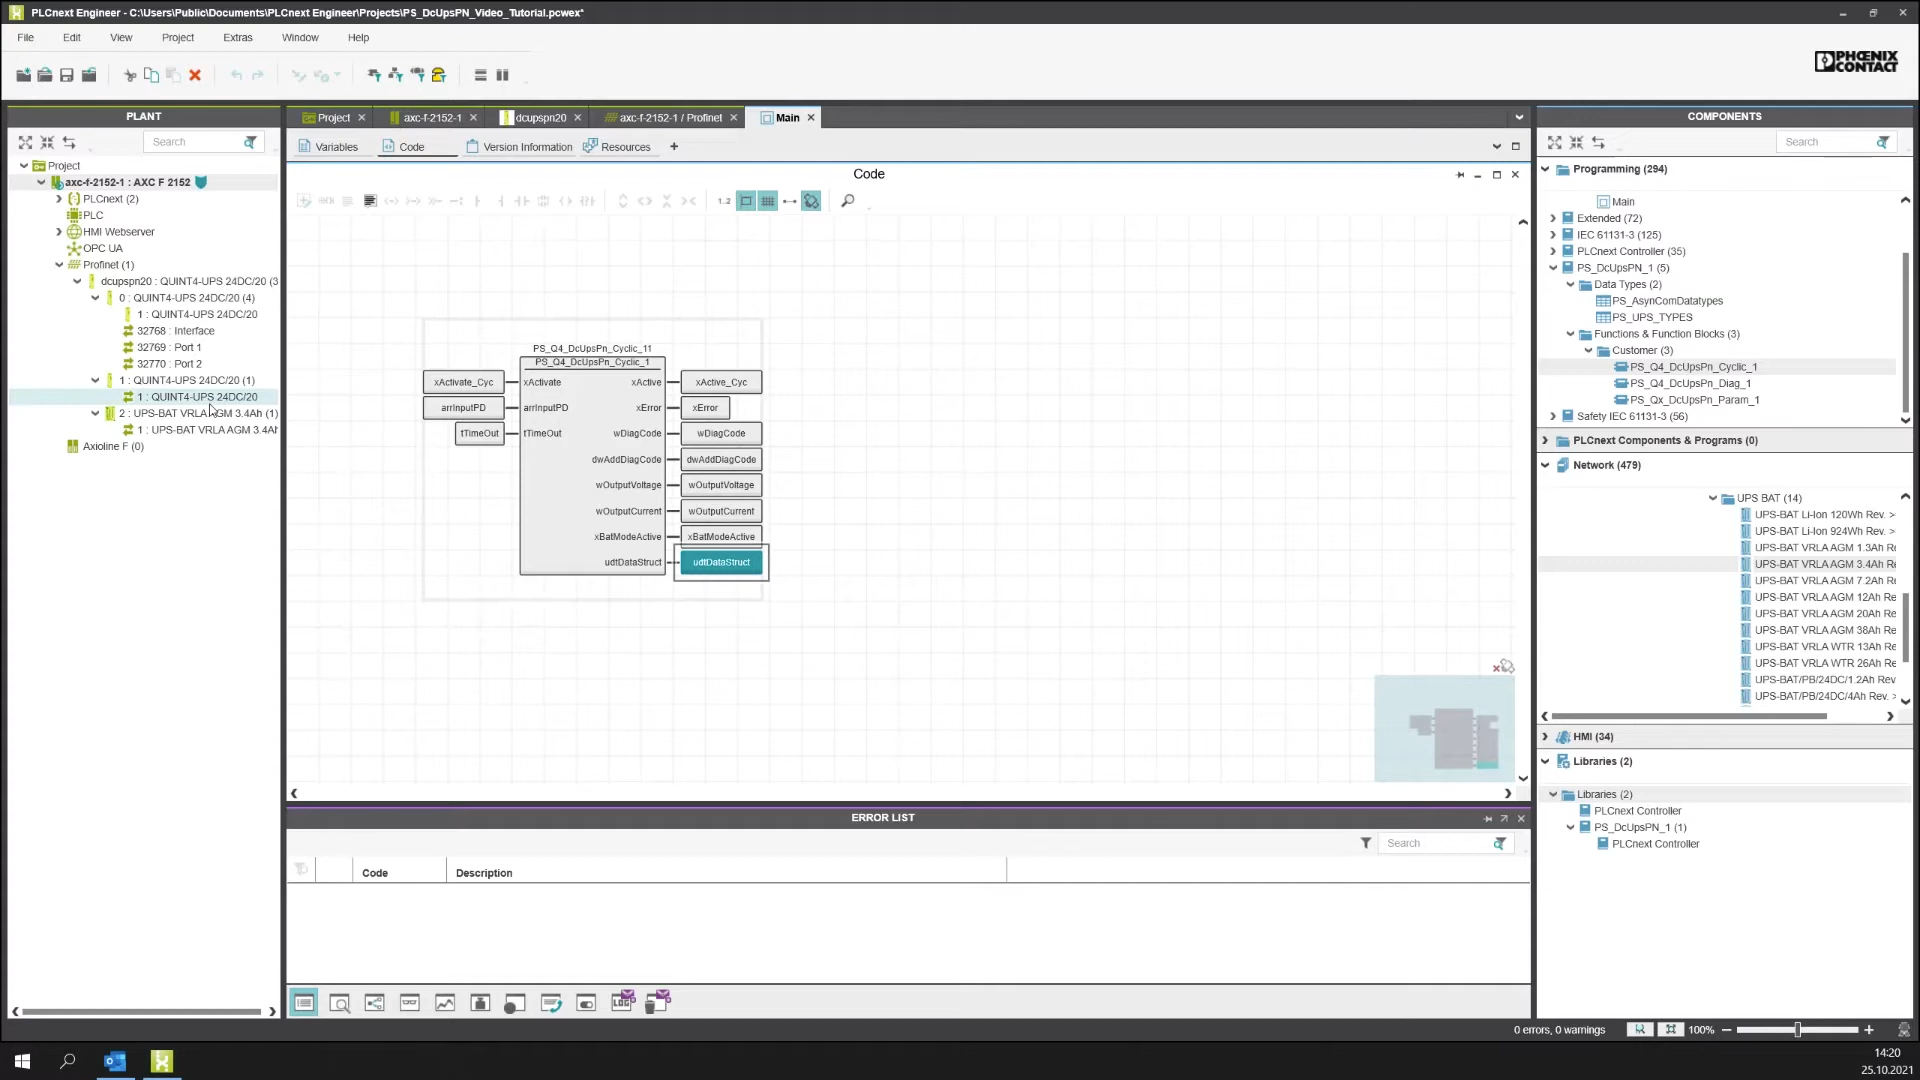 PLCnext Engineer - C:\Users\Public\Documents\PLCnext Engineer\Projects\PS_DcUpsPN_Video_Tutorial.pcwex*
File Edit View Project Extras Window Help
PHOENIX CONTACT
PLANT
Search
Project
axc-f-2152-1 : AXC F 2152
PLCnext (2)
PLC
HMI Webserver
OPC UA
Profinet (1)
dcupspn20 : QUINT4-UPS 24DC/20 (3
0 : QUINT4-UPS 24DC/20 (4)
1 : QUINT4-UPS 24DC/20
32768 : Interface
32769 : Port 1
32770 : Port 2
1 : QUINT4-UPS 24DC/20 (1)
1 : QUINT4-UPS 24DC/20
2 : UPS-BAT VRLA AGM 3.4Ah (1)
1 : UPS-BAT VRLA AGM 3.4Ah
Axioline F (0)
Project axc-f-2152-1 dcupspn20 axc-f-2152-1 / Profinet Main
Variables Code Version Information Resources
Code
1..2
PS_Q4_DcUpsPn_Cyclic_11
PS_Q4_DcUpsPn_Cyclic_1
xActivate_Cyc xActivate xActive xActive_Cyc
arrInputPD arrInputPD xError xError
tTimeOut tTimeOut wDiagCode wDiagCode
dwAddDiagCode dwAddDiagCode
wOutputVoltage wOutputVoltage
wOutputCurrent wOutputCurrent
xBatModeActive xBatModeActive
udtDataStruct udtDataStruct
ERROR LIST
Search
Code Description
LOG
COMPONENTS
Search
Programming (294)
Main
Extended (72)
IEC 61131-3 (125)
PLCnext Controller (35)
PS_DcUpsPN_1 (5)
Data Types (2)
PS_AsynComDatatypes
PS_UPS_TYPES
Functions & Function Blocks (3)
Customer (3)
PS_Q4_DcUpsPn_Cyclic_1
PS_Q4_DcUpsPn_Diag_1
PS_Qx_DcUpsPn_Param_1
Safety IEC 61131-3 (56)
PLCnext Components & Programs (0)
Network (479)
UPS BAT (14)
UPS-BAT Li-Ion 120Wh Rev. >
UPS-BAT Li-Ion 924Wh Rev. >
UPS-BAT VRLA AGM 1.3Ah Re
UPS-BAT VRLA AGM 3.4Ah Re
UPS-BAT VRLA AGM 7.2Ah Re
UPS-BAT VRLA AGM 12Ah Re
UPS-BAT VRLA AGM 20Ah Re
UPS-BAT VRLA AGM 38Ah Re
UPS-BAT VRLA WTR 13Ah Re
UPS-BAT VRLA WTR 26Ah Re
UPS-BAT/PB/24DC/1.2Ah Rev
UPS-BAT/PB/24DC/4Ah Rev. >
HMI (34)
Libraries (2)
Libraries (2)
PLCnext Controller
PS_DcUpsPN_1 (1)
PLCnext Controller
0 errors, 0 warnings 100%
14:20
25.10.2021